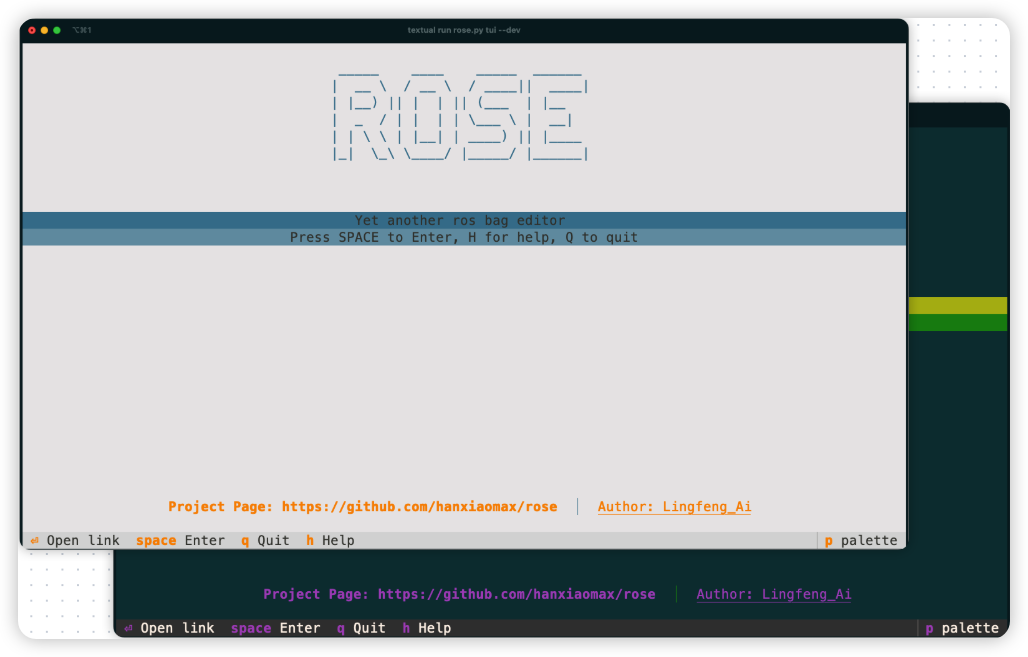 ⌥⌘1 textual run rose.py tui --dev
ROSE
Yet another ros bag editor
Press SPACE to Enter, H for help, Q to quit
Project Page: https://github.com/hanxiaomax/rose │ Author: Lingfeng_Ai
⏎ Open link space Enter q Quit h Help p palette
Project Page: https://github.com/hanxiaomax/rose │ Author: Lingfeng_Ai
⏎ Open link space Enter q Quit h Help p palette